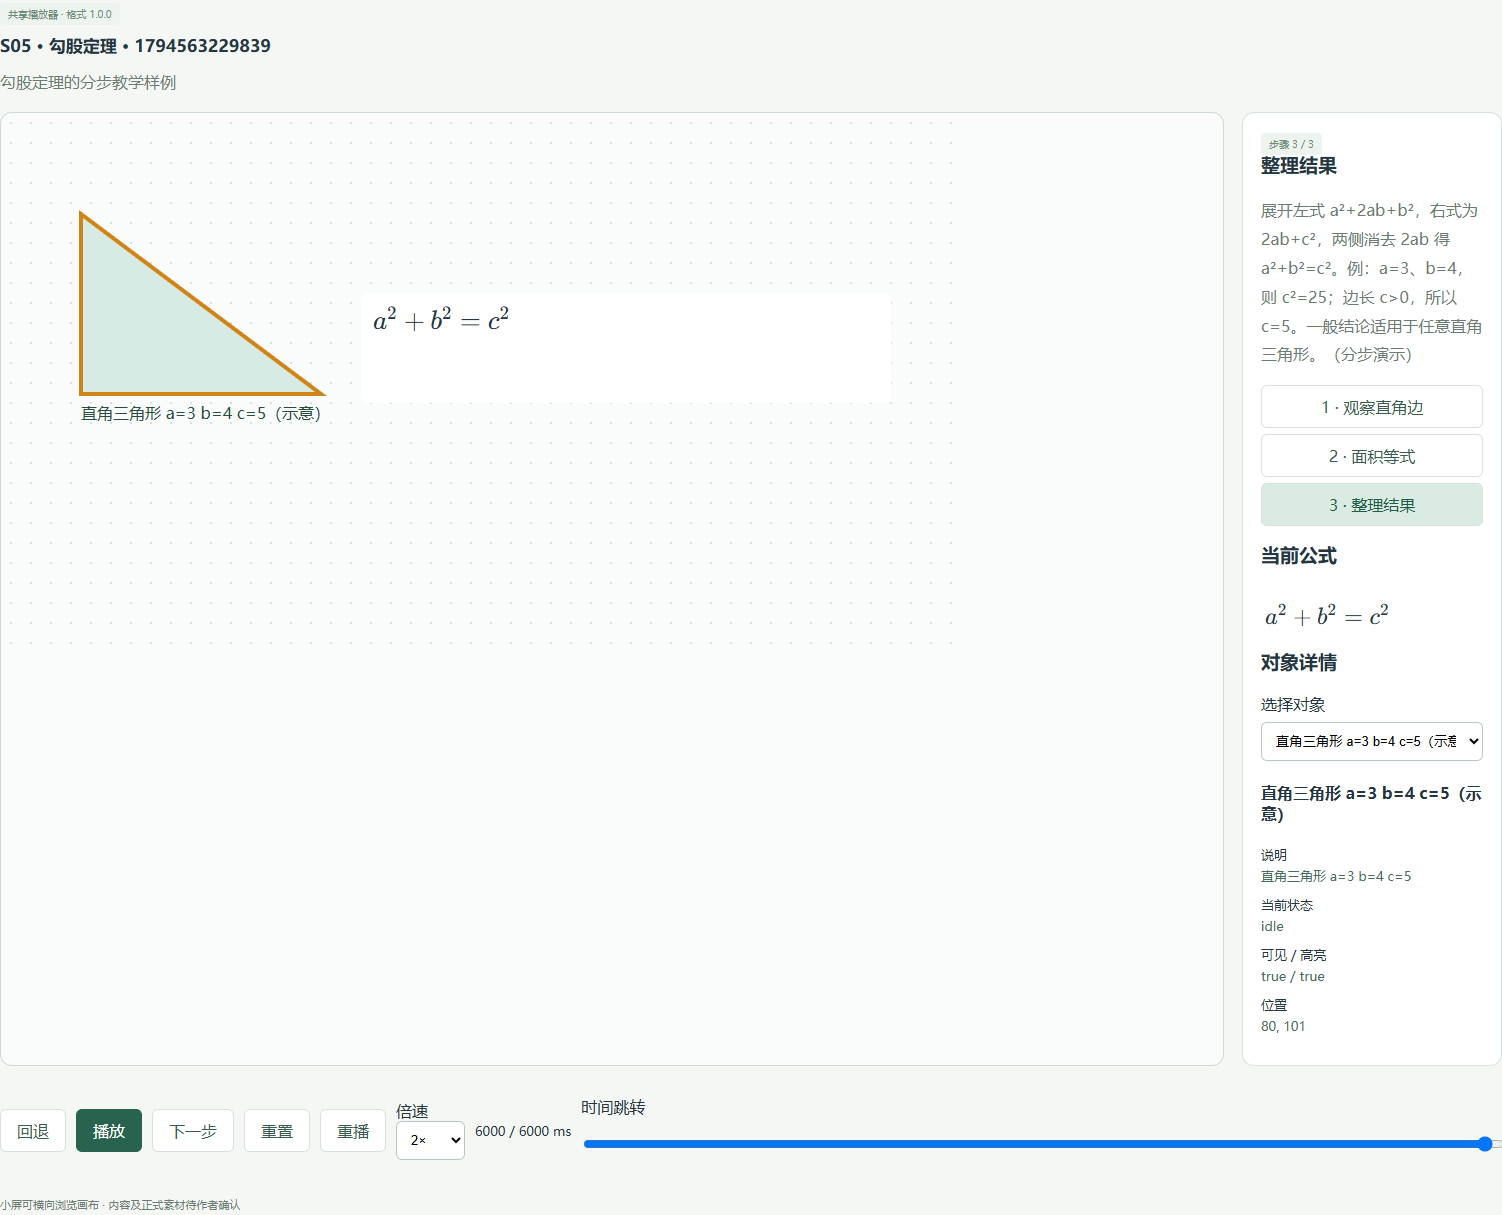 共享播放器 · 格式 1.0.0
S05 • 勾股定理 • 1794563229839
勾股定理的分步教学样例
a² + b² = c²
直角三角形 a=3 b=4 c=5（示意）
步骤 3 / 3
整理结果
展开左式 a²+2ab+b²，右式为
2ab+c²，两侧消去 2ab 得
a²+b²=c²。例：a=3、b=4，
则 c²=25；边长 c>0，所以
c=5。一般结论适用于任意直角
三角形。（分步演示）
1 · 观察直角边
2 · 面积等式
3 · 整理结果
当前公式
a² + b² = c²
对象详情
选择对象
直角三角形 a=3 b=4 c=5（示意
直角三角形 a=3 b=4 c=5（示
意）
说明
直角三角形 a=3 b=4 c=5
当前状态
idle
可见 / 高亮
true / true
位置
80, 101
回退
播放
下一步
重置
重播
倍速
2×
6000 / 6000 ms
时间跳转
小屏可横向浏览画布 · 内容及正式素材待作者确认